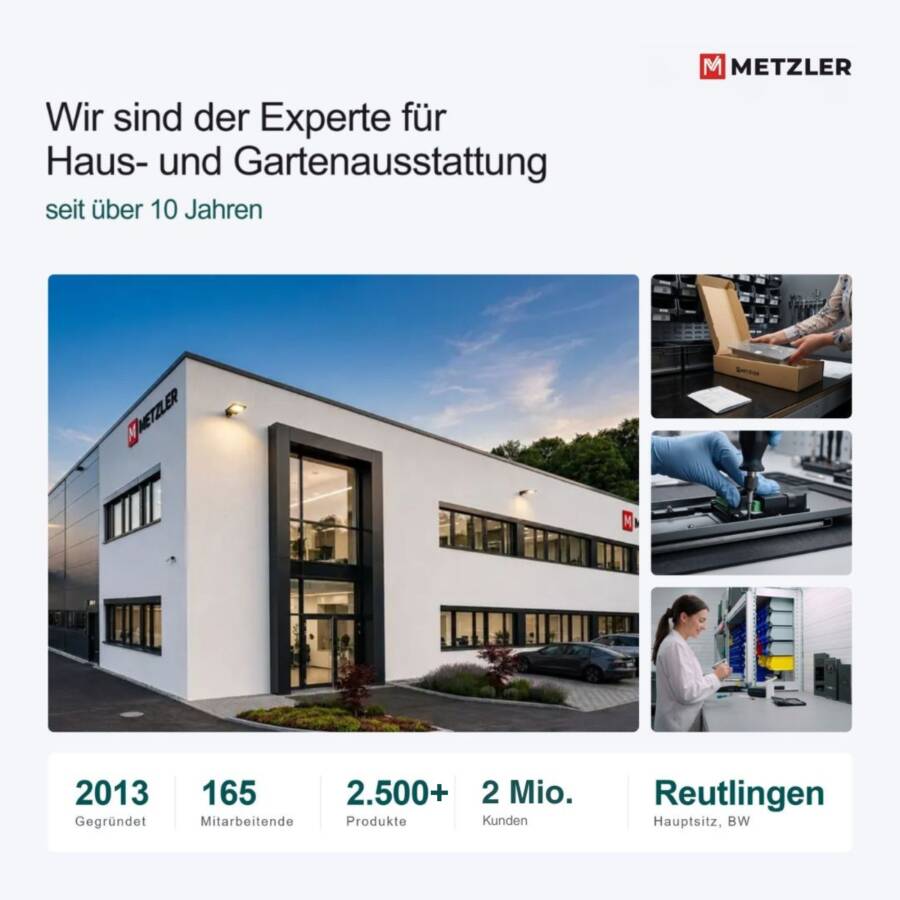 METZLER
Wir sind der Experte für
Haus- und Gartenausstattung
seit über 10 Jahren
METZLER
METZLER
2013
Gegründet
165
Mitarbeitende
2.500+
Produkte
2 Mio.
Kunden
Reutlingen
Hauptsitz, BW